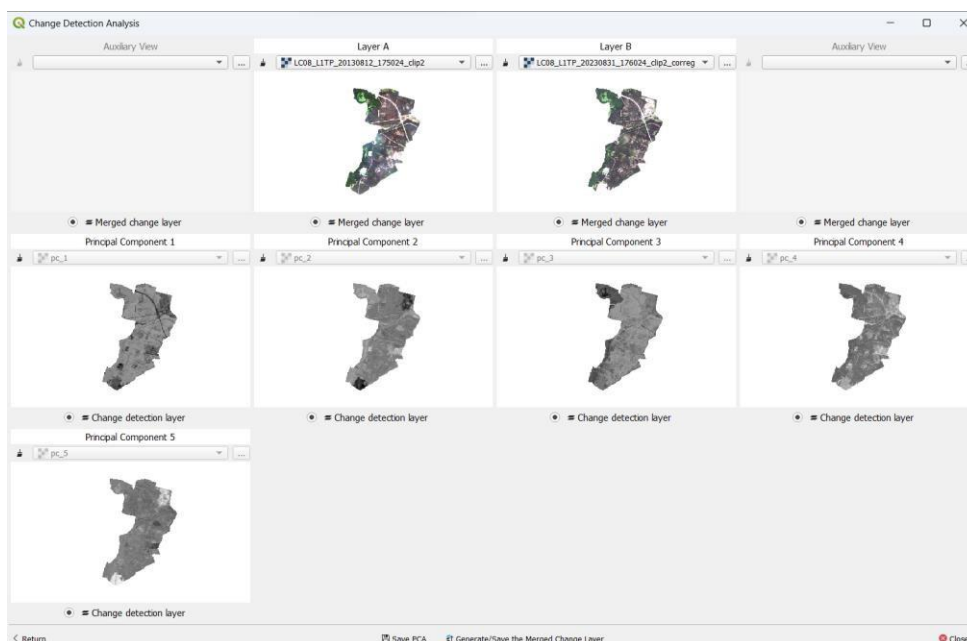 Change Detection Analysis
Auxiliary View
Layer A
Layer B
Auxiliary View
...
LC08_L1TP_20130812_175024_clip2
...
LC08_L1TP_20230831_176024_clip2_correg
...
Merged change layer
Merged change layer
Merged change layer
Merged change layer
Principal Component 1
Principal Component 2
Principal Component 3
Principal Component 4
pc_1
...
pc_2
...
pc_3
...
pc_4
Change detection layer
Change detection layer
Change detection layer
Change detection layer
Principal Component 5
pc_5
...
Change detection layer
< Return
Save PCA
Generate/Save the Merged Change Layer
Close